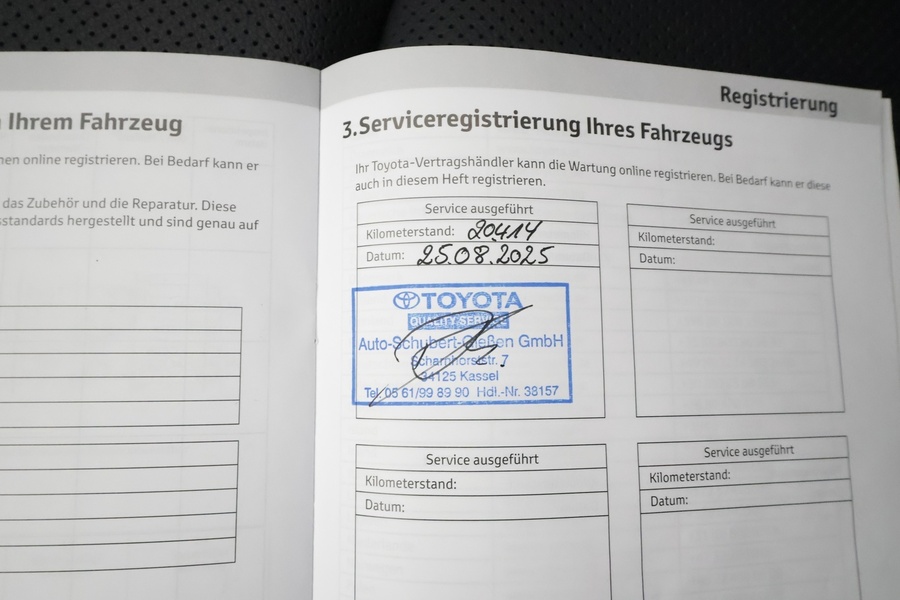 Ihrem Fahrzeug
nen online registrieren. Bei Bedarf kann er
das Zubehör und die Reparatur. Diese
standards hergestellt und sind genau auf
Registrierung
3.Serviceregistrierung Ihres Fahrzeugs
Ihr Toyota-Vertragshändler kann die Wartung online registrieren. Bei Bedarf kann er diese
auch in diesem Heft registrieren.
Service ausgeführt
Kilometerstand: 20414
Datum: 25.08.2025
TOYOTA
QUALITY SERVICE
Auto-Schubert-Gießen GmbH
Scharnhorststr. 7
34125 Kassel
Tel. 05 61/99 89 90 Hdl.-Nr. 38157
Service ausgeführt
Kilometerstand:
Datum:
Service ausgeführt
Kilometerstand:
Datum:
Service ausgeführt
Kilometerstand:
Datum: